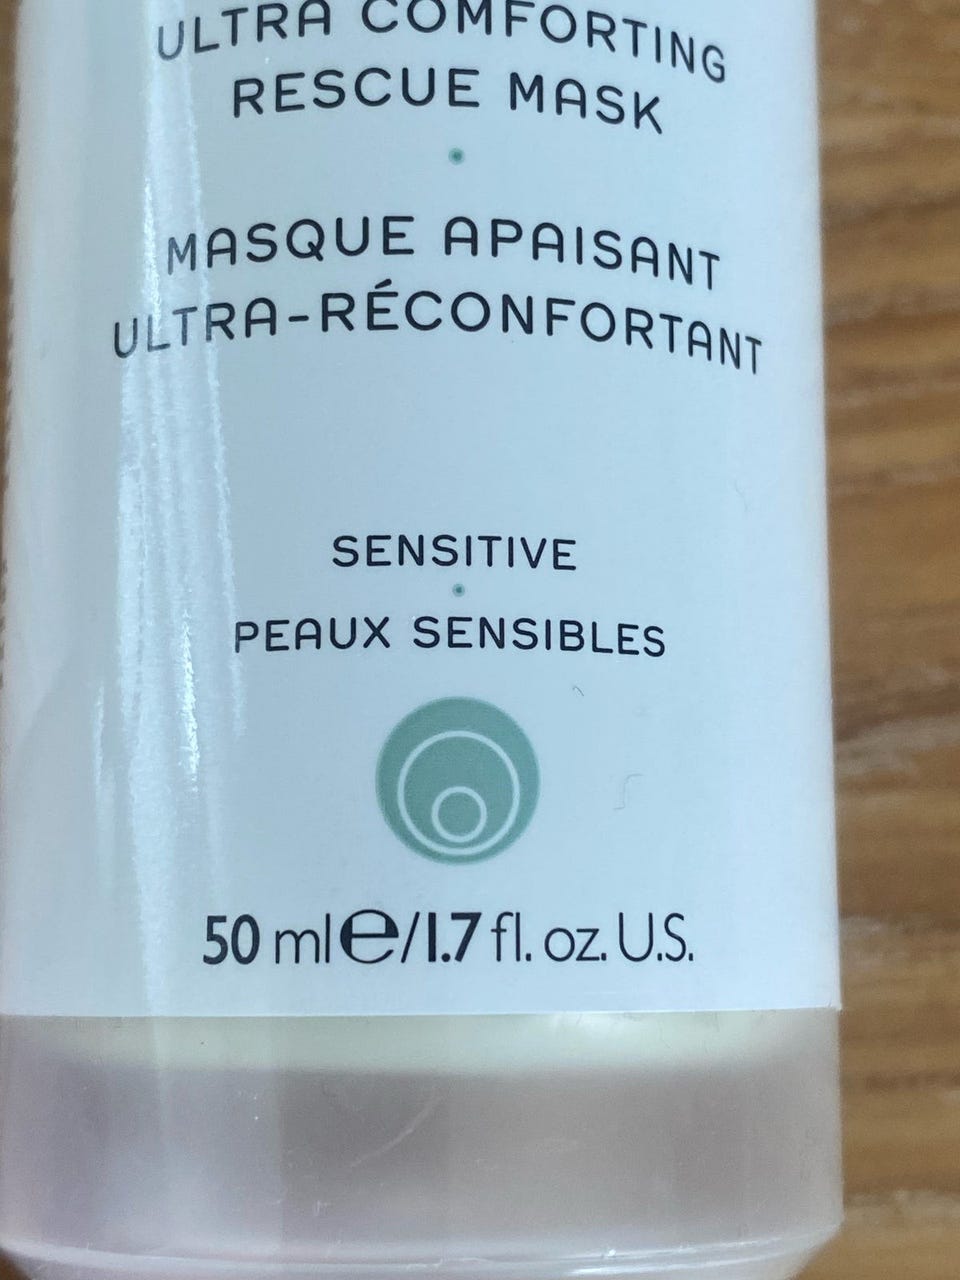 ULTRA COMFORTING
RESCUE MASK
MASQUE APAISANT
ULTRA-RÉCONFORTANT
SENSITIVE
PEAUX SENSIBLES
50 ml℮/1.7 fl. oz. U.S.